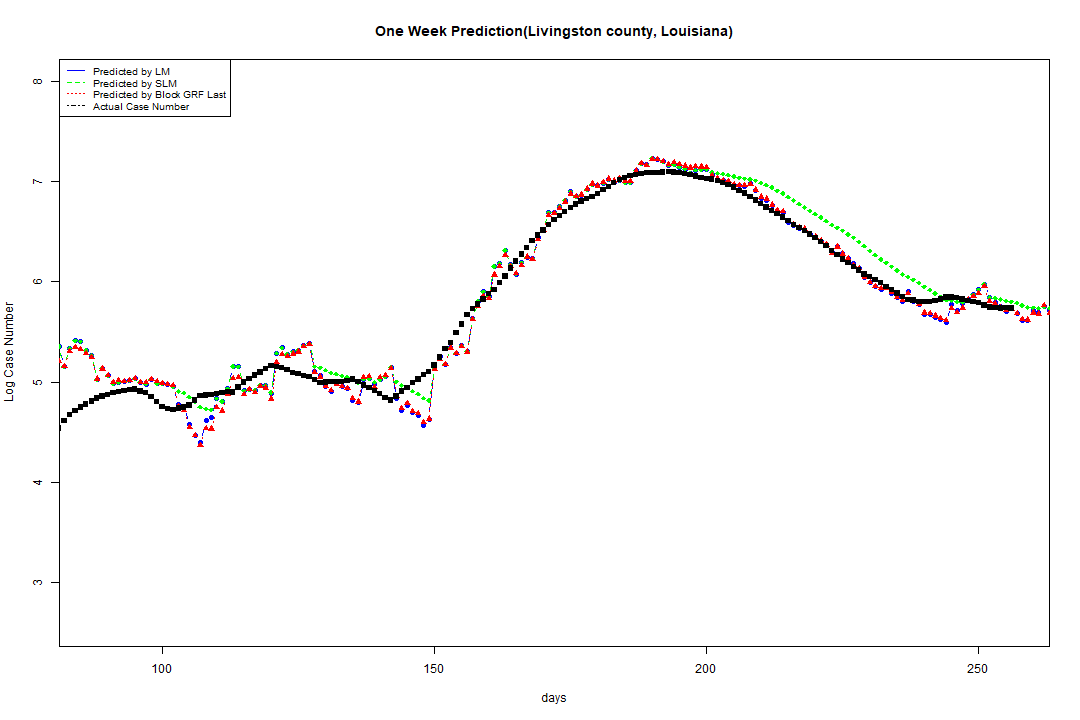 One Week Prediction(Livingston county, Louisiana)
Predicted by LM
Predicted by SLM
Predicted by Block GRF Last
Actual Case Number
8
7
6
5
4
3
Log Case Number
100 150 200 250
days